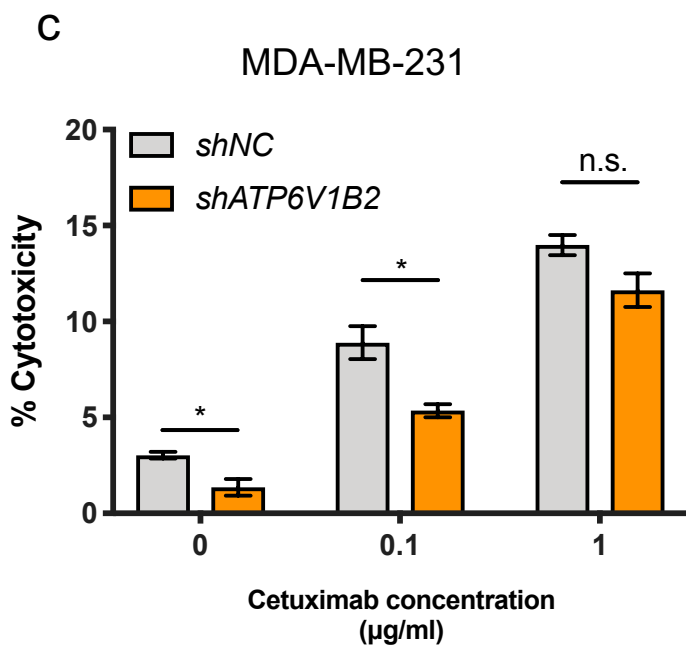 C
MDA-MB-231
shNC
shATP6V1B2
20
15
10
5
0
% Cytotoxicity
*
*
n.s.
0
0.1
1
Cetuximab concentration
(µg/ml)